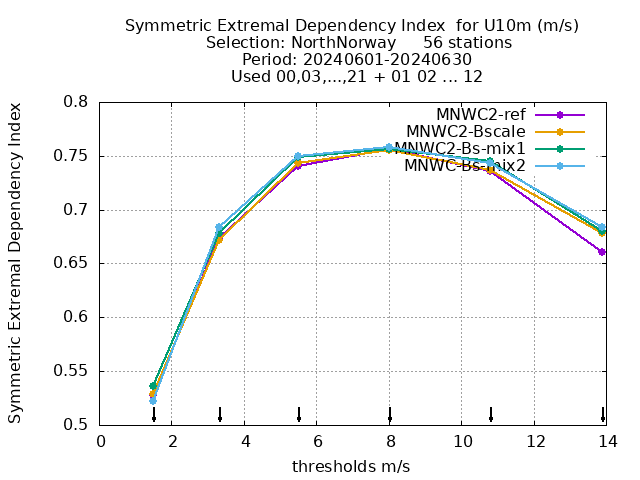 Symmetric Extremal Dependency Index  for U10m (m/s)
Selection: NorthNorway     56 stations
Period: 20240601-20240630
Used 00,03,...,21 + 01 02 ... 12
MNWC2-ref
MNWC2-Bscale
MNWC2-Bs-mix1
MNWC-Bs-mix2
Symmetric Extremal Dependency Index
0.8
0.75
0.7
0.65
0.6
0.55
0.5
0 2 4 6 8 10 12 14
thresholds m/s